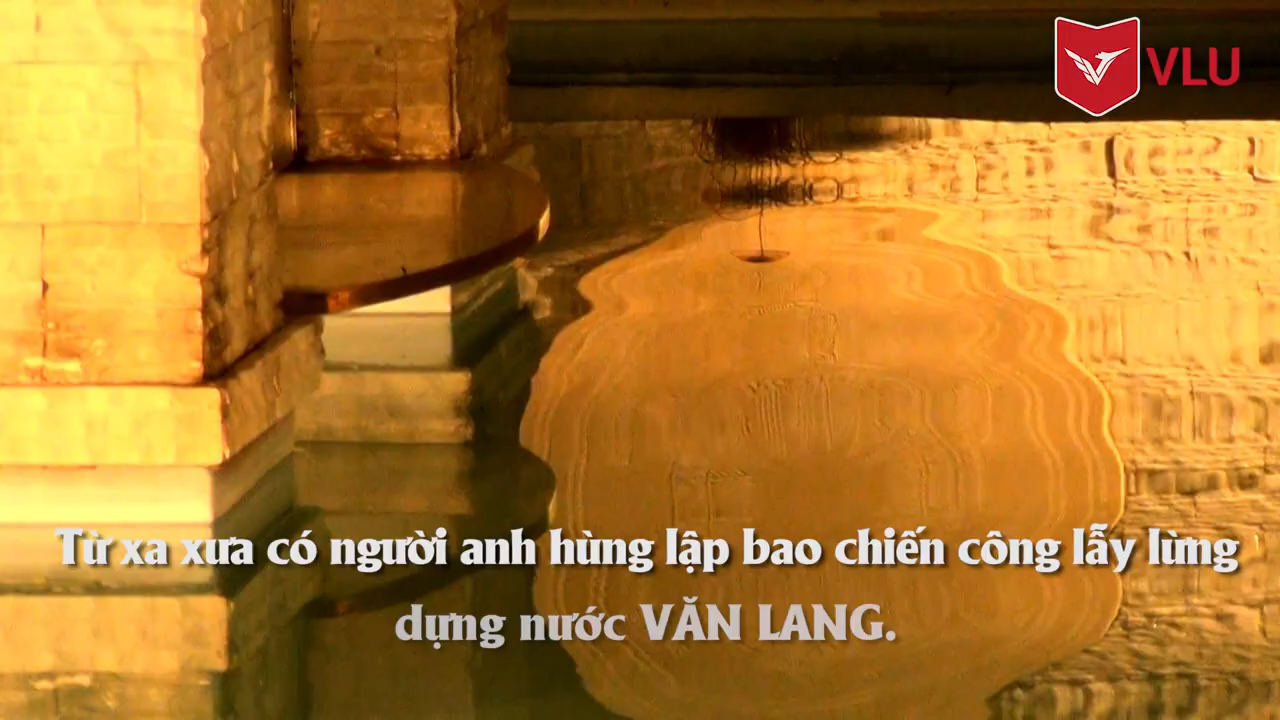 VLU
Từ xa xưa có người anh hùng lập bao chiến công lẫy lừng
dựng nước VĂN LANG.